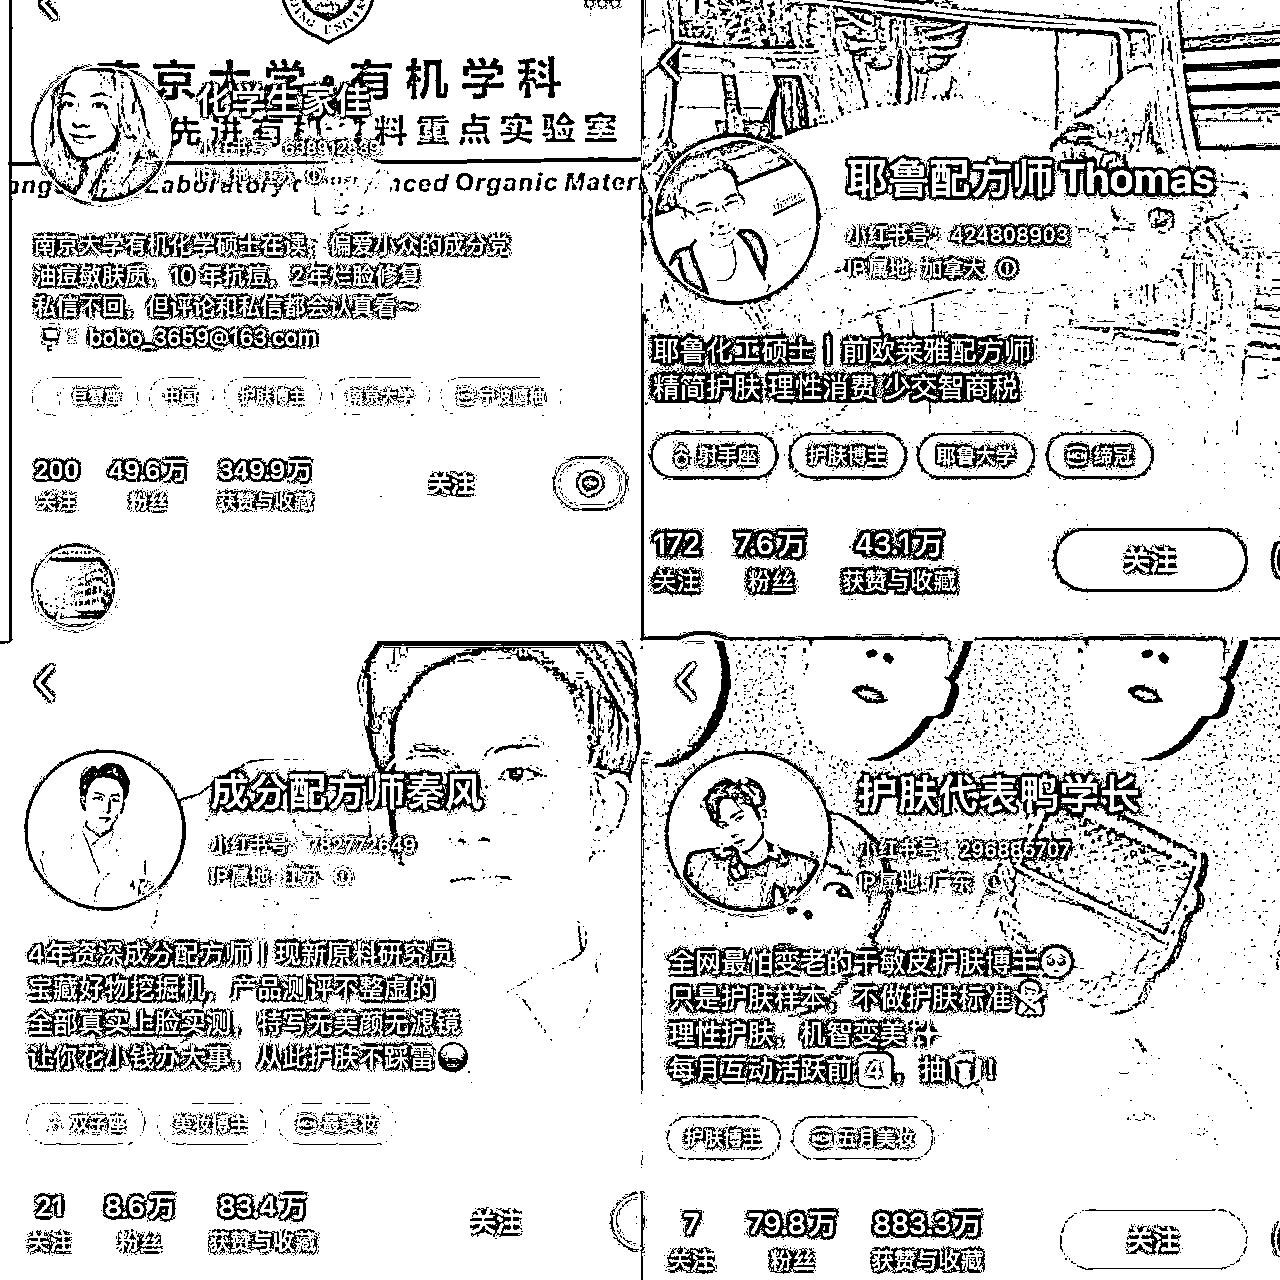 南京大学·有机学科
化学生家佳
先进有机材料重点实验室
小红书号：638912849
Laboratory of Advanced Organic Mater
南京大学有机化学硕士在读，偏爱小众的成分党
油痘敏肤质，10年抗痘，2年烂脸修复
私信不回，但评论和私信都会认真看~
bobo_3659@163.com
巨蟹座 中国 护肤博主 南京大学
200 49.6万 349.9万
关注 粉丝 获赞与收藏 关注
耶鲁配方师Thomas
小红书号：424808903
IP属地：加拿大
耶鲁化工硕士丨前欧莱雅配方师
精简护肤 理性消费 少交智商税
射手座 护肤博主 耶鲁大学 缔冠
172 7.6万 43.1万
关注 粉丝 获赞与收藏 关注
成分配方师秦风
小红书号：782772649
IP属地：江苏
4年资深成分配方师丨现新原料研究员
宝藏好物挖掘机，产品测评不整虚的
全部真实上脸实测，特写无美颜无滤镜
让你花小钱办大事，从此护肤不踩雷
双子座 美妆博主 最美妆
21 8.6万 83.4万
关注 粉丝 获赞与收藏 关注
护肤代表鸭学长
小红书号：296886707
IP属地：广东
全网最怕变老的干敏皮护肤博主🥺
只是护肤样本，不做护肤标准🙅
理性护肤，机智变美✨
每月互动活跃前4️⃣，抽🎁！
护肤博主 五月美妆
7 79.8万 883.3万
关注 粉丝 获赞与收藏 关注